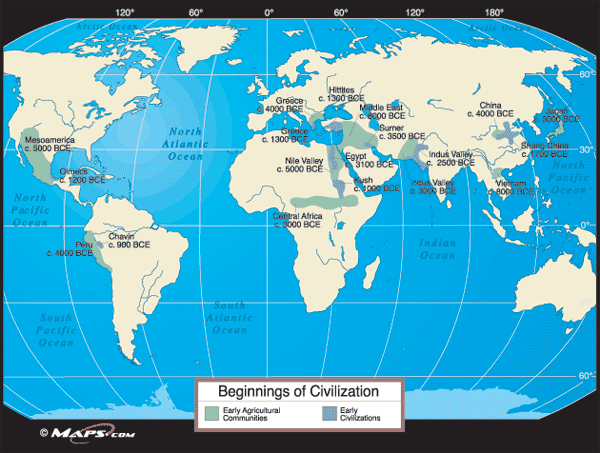 120°
60°
0°
60°
120°
180°
Arctic Ocean
Arctic Ocean
60°
Hittites
c. 1300 BCE
Greece
c. 4000 BCE
Middle East
c. 8000 BCE
China
c. 4000 BCE
Japan
c. 3000 BCE
North
Atlantic
Ocean
Greece
c. 1300 BCE
Sumer
c. 3500 BCE
Mesoamerica
c. 5000 BCE
30°
Shang China
c. 1700 BCE
Egypt
c. 3100 BCE
Indus Valley
c. 2500 BCE
Nile Valley
c. 5000 BCE
North
Pacific
Ocean
Olmecs
c. 1200 BCE
Kush
c. 1000 BCE
Indus Valley
c. 3000 BCE
Vietnam
c. 8000 BCE
North
Pacific
Ocean
Central Africa
c. 3000 BCE
0°
Chavin
c. 900 BCE
Peru
c. 4000 BCE
Indian
Ocean
South
Pacific
Ocean
South
Atlantic
Ocean
30°
60°
Beginnings of Civilization
Early Agricultural
Communities
Early
Civilizations
© MAPS.COM